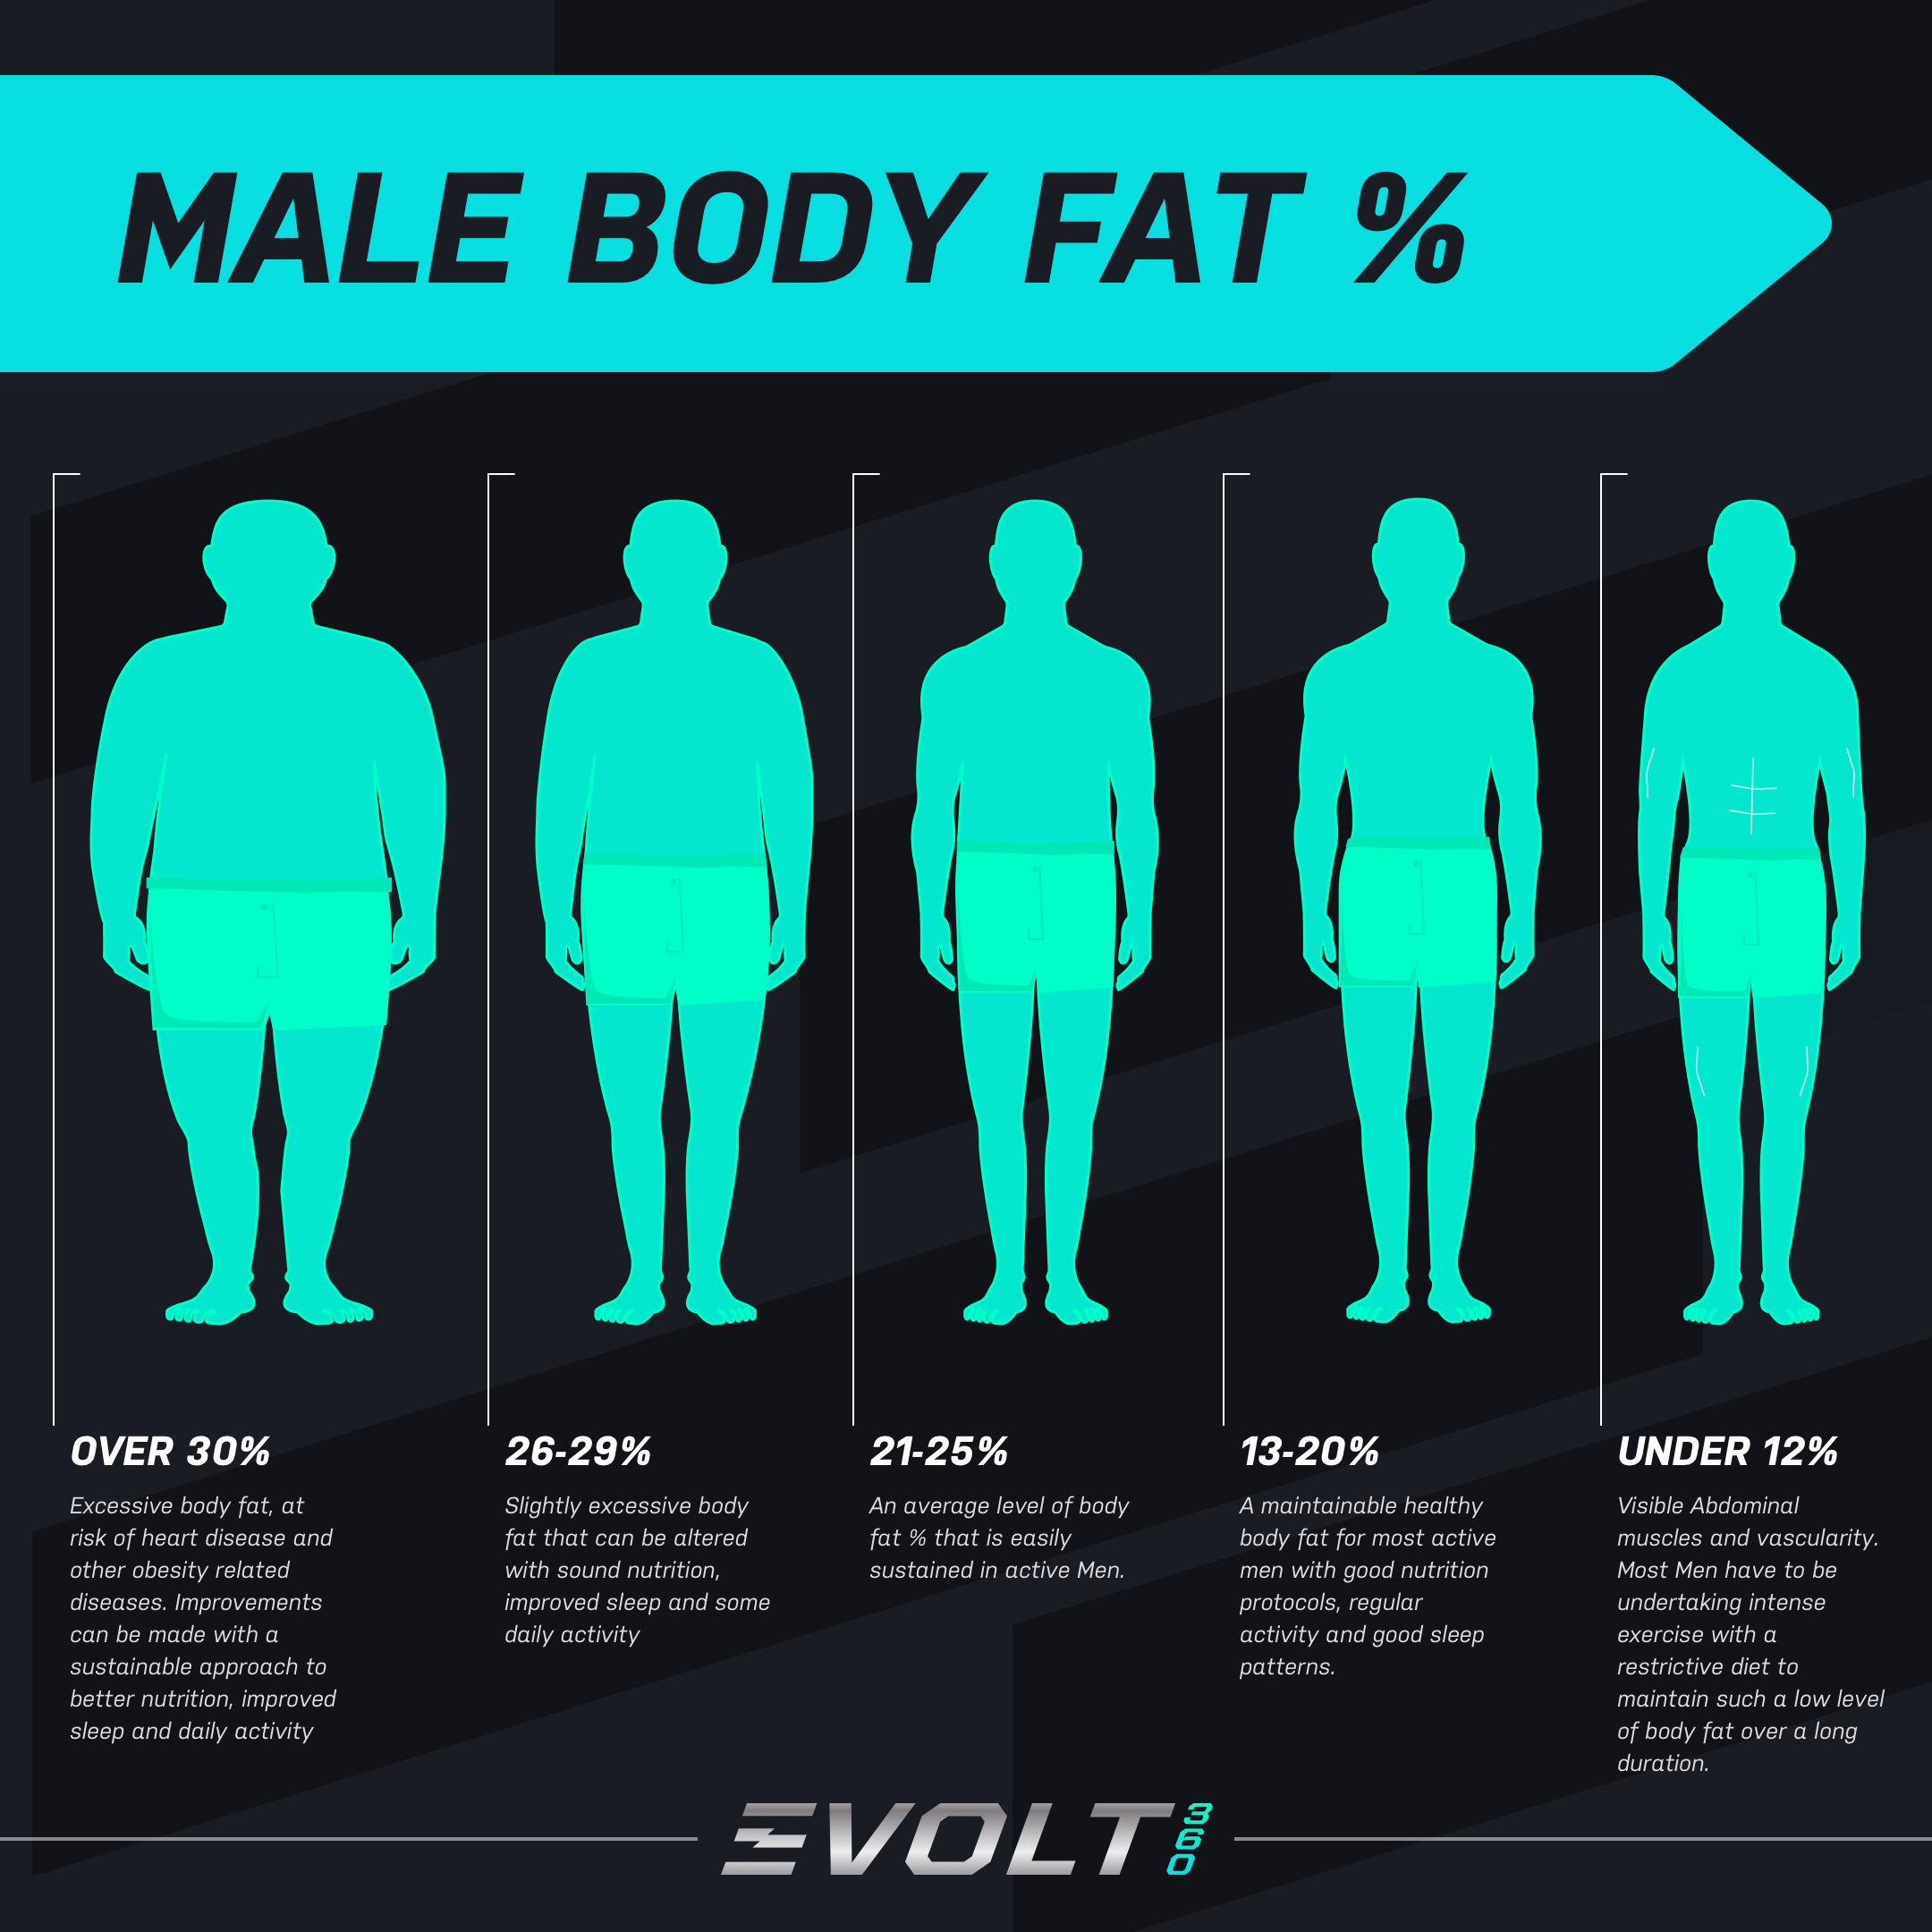 MALE BODY FAT %
OVER 30%
Excessive body fat, at
risk of heart disease and
other obesity related
diseases. Improvements
can be made with a
sustainable approach to
better nutrition, improved
sleep and daily activity
26-29%
Slightly excessive body
fat that can be altered
with sound nutrition,
improved sleep and some
daily activity
21-25%
An average level of body
fat % that is easily
sustained in active Men.
13-20%
A maintainable healthy
body fat for most active
men with good nutrition
protocols, regular
activity and good sleep
patterns.
UNDER 12%
Visible Abdominal
muscles and vascularity.
Most Men have to be
undertaking intense
exercise with a
restrictive diet to
maintain such a low level
of body fat over a long
duration.
EVOLT 360